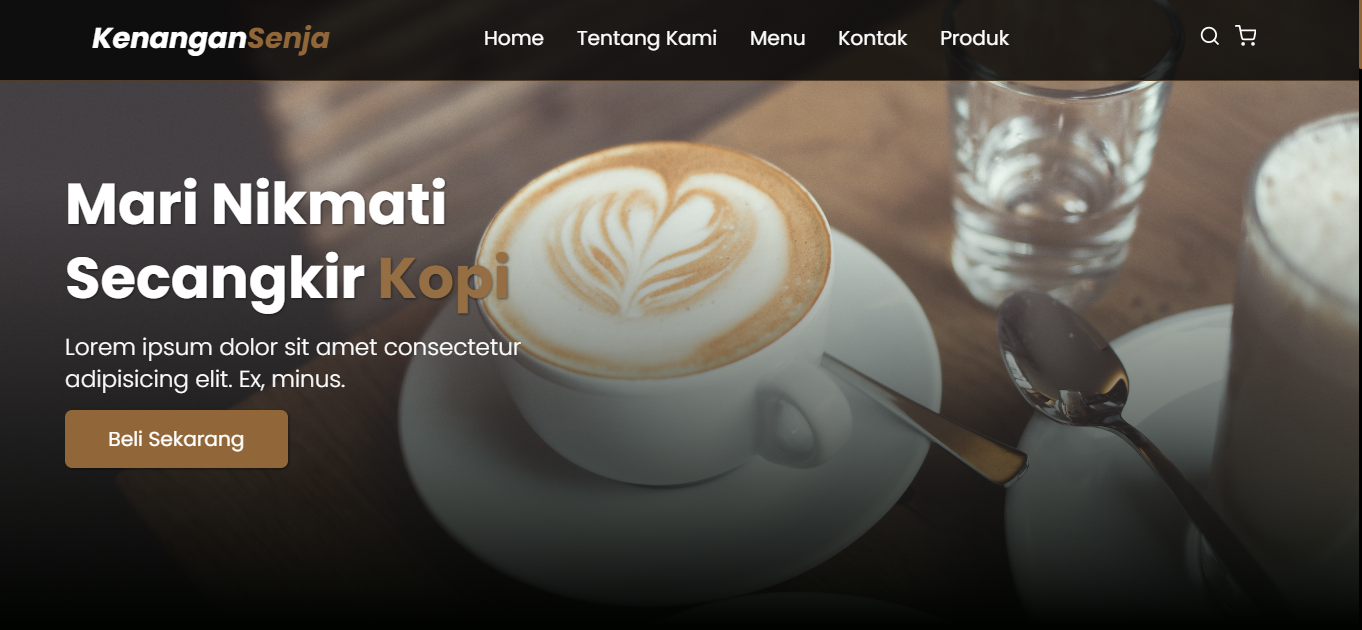 KenanganSenja
Home Tentang Kami Menu Kontak Produk
Mari Nikmati
Secangkir Kopi
Lorem ipsum dolor sit amet consectetur
adipisicing elit. Ex, minus.
Beli Sekarang